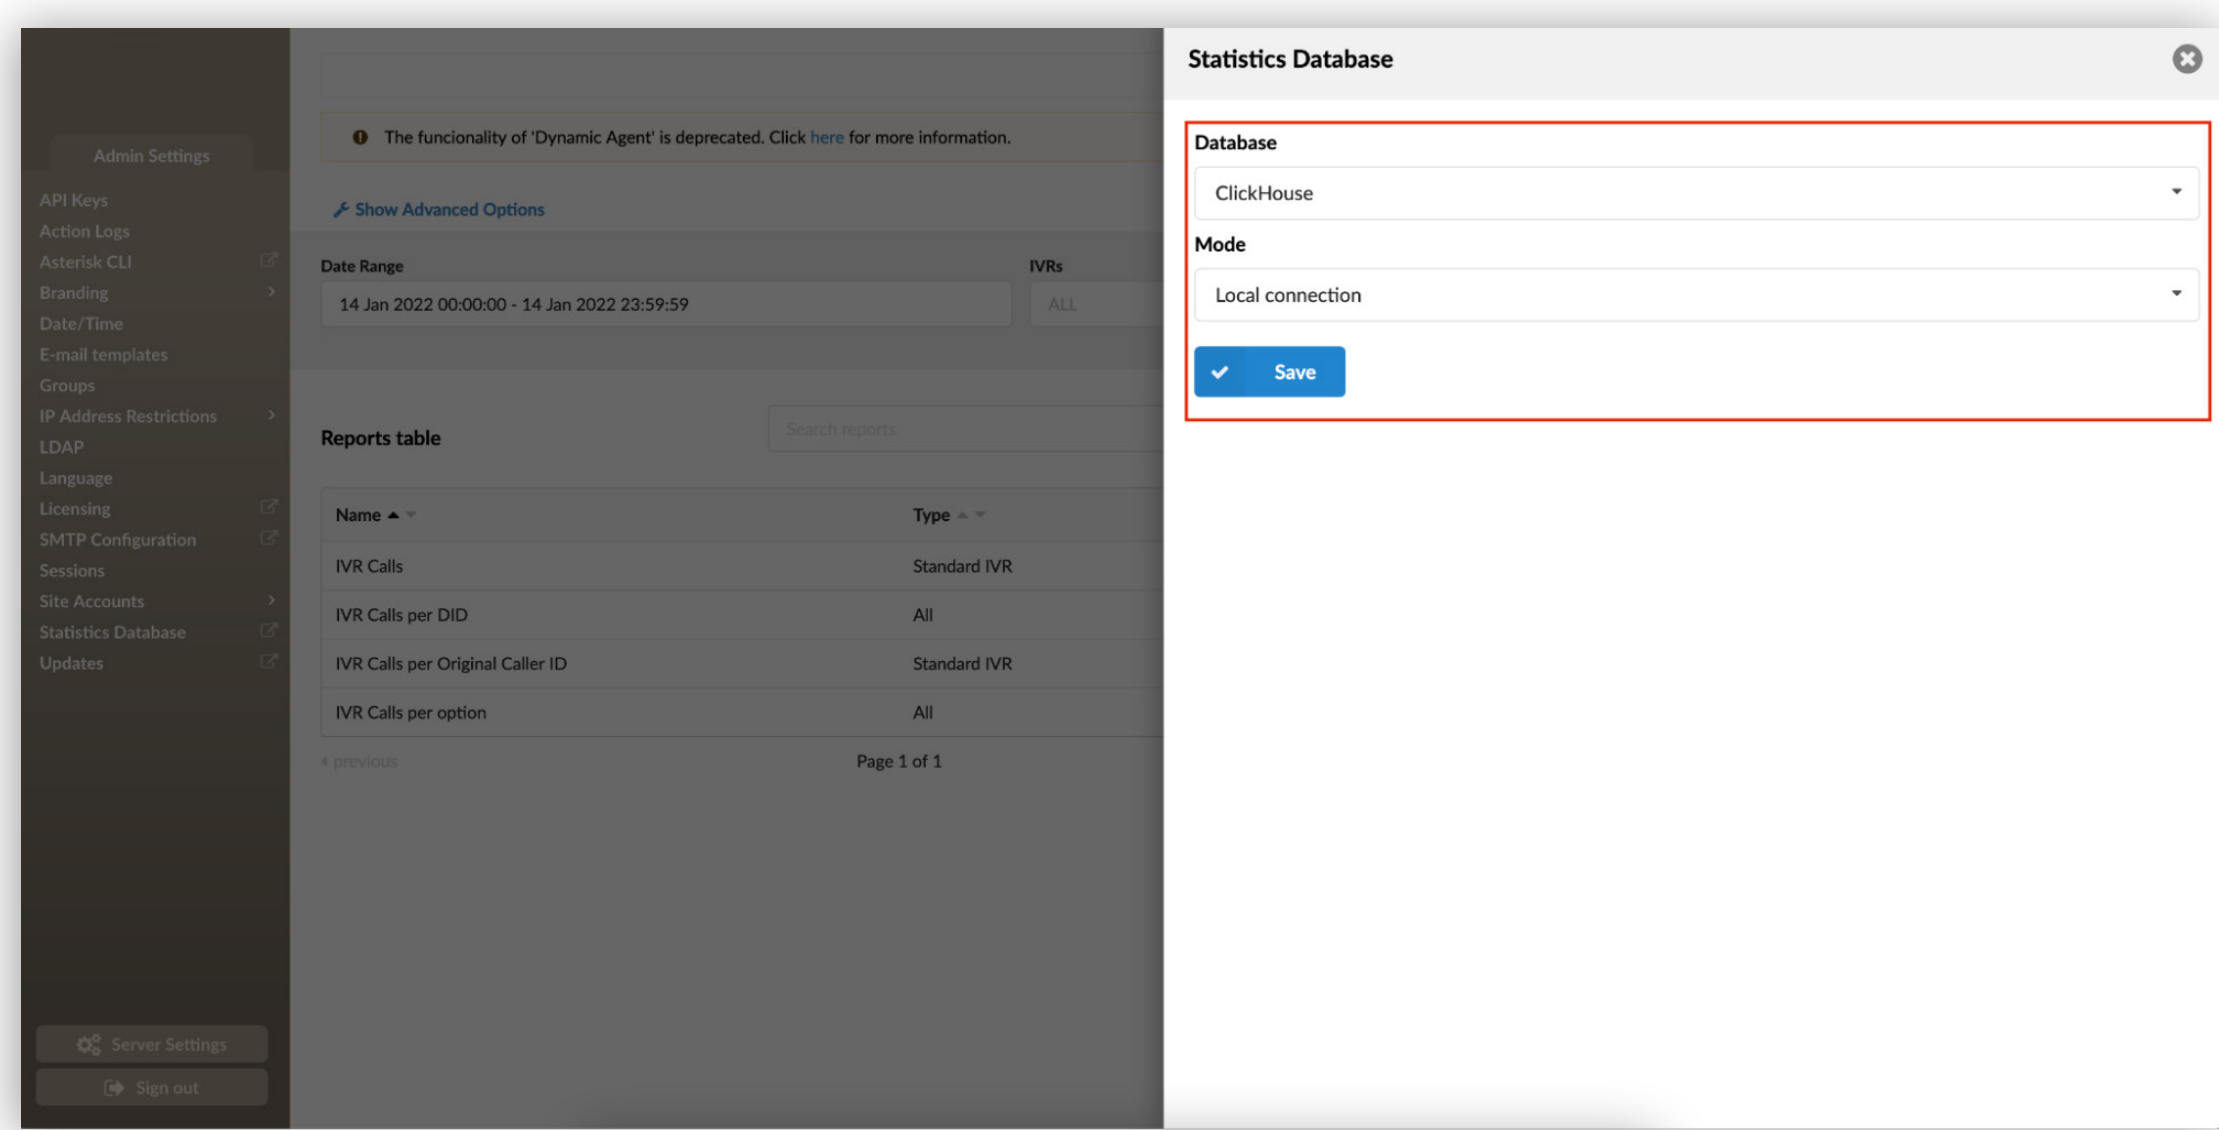 Admin Settings
API Keys
Action Logs
Asterisk CLI
Branding
Date/Time
E-mail templates
Groups
IP Address Restrictions
LDAP
Language
Licensing
SMTP Configuration
Sessions
Site Accounts
Statistics Database
Updates
Server Settings
Sign out
The funcionality of 'Dynamic Agent' is deprecated. Click here for more information.
Show Advanced Options
Date Range
14 Jan 2022 00:00:00 - 14 Jan 2022 23:59:59
IVRs
ALL
Reports table
Search reports
Name Type
IVR Calls Standard IVR
IVR Calls per DID All
IVR Calls per Original Caller ID Standard IVR
IVR Calls per option All
previous Page 1 of 1
Statistics Database
Database
ClickHouse
Mode
Local connection
Save